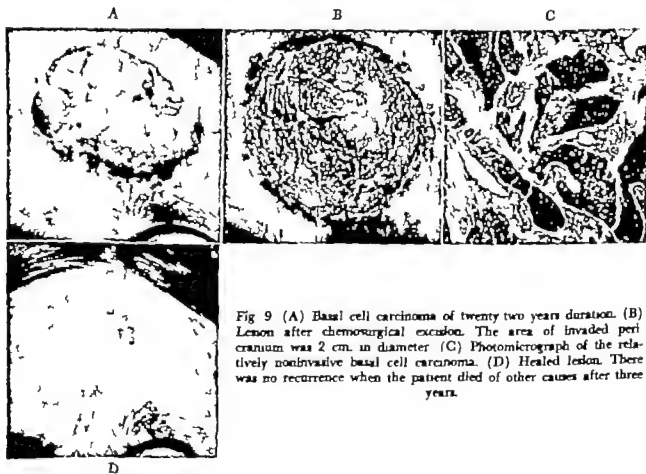 A
B
C
Fig 9 (A) Basal cell carcinoma of twenty two years duration. (B)
Lesion after chemosurgical excision. The area of invaded peri
cranium was 2 cm. in diameter (C) Photomicrograph of the rela-
tively noninvasive basal cell carcinoma. (D) Healed lesion. There
was no recurrence when the patient died of other causes after three
years.
D